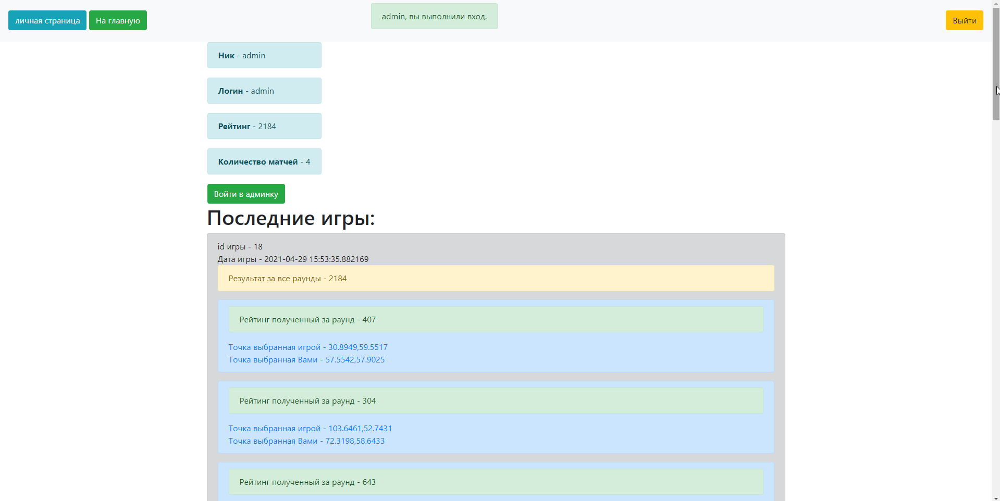 личная страница
На главную
admin, вы выполнили вход.
Выйти
Ник - admin
Логин - admin
Рейтинг - 2184
Количество матчей - 4
Войти в админку
Последние игры:
id игры - 18
Дата игры - 2021-04-29 15:53:35.882169
Результат за все раунды - 2184
Рейтинг полученный за раунд - 407
Точка выбранная игрой - 30.8949,59.5517
Точка выбранная Вами - 57.5542,57.9025
Рейтинг полученный за раунд - 304
Точка выбранная игрой - 103.6461,52.7431
Точка выбранная Вами - 72.3198,58.6433
Рейтинг полученный за раунд - 643